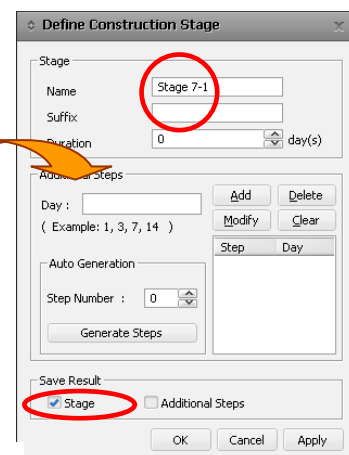 Define Construction Stage
Stage
Name Stage 7-1
Suffix
Duration 0 day(s)
Additional Steps
Day :
( Example: 1, 3, 7, 14 )
Add Delete
Modify Clear
Step Day
Auto Generation
Step Number : 0
Generate Steps
Save Result
Stage Additional Steps
OK Cancel Apply